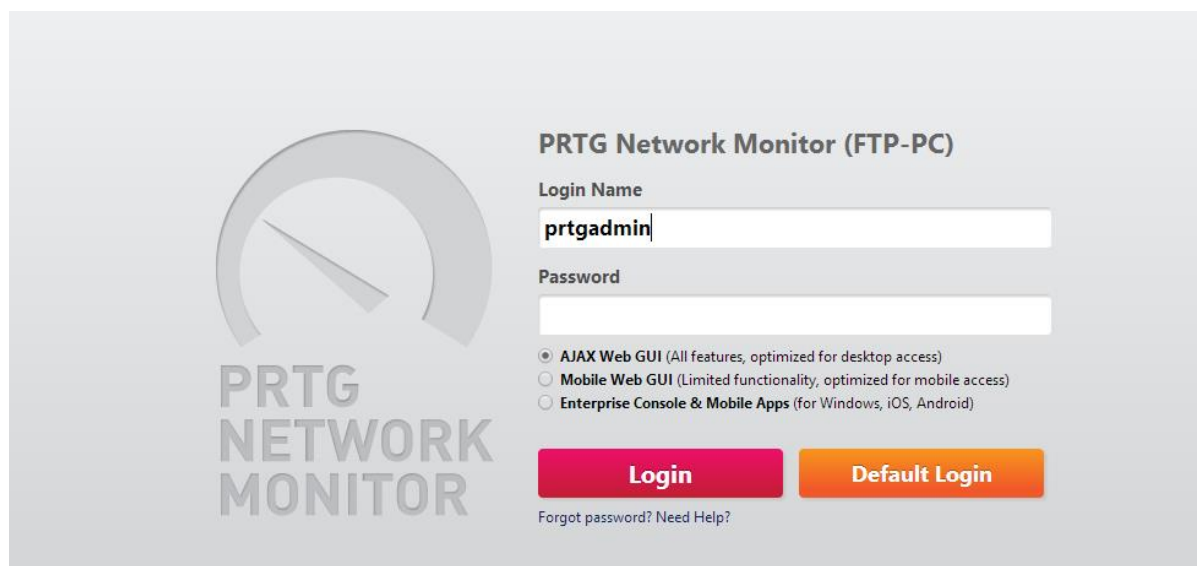 PRTG Network Monitor (FTP-PC)
Login Name
prtgadmin
Password
AJAX Web GUI (All features, optimized for desktop access)
Mobile Web GUI (Limited functionality, optimized for mobile access)
Enterprise Console & Mobile Apps (for Windows, iOS, Android)
Login
Default Login
Forgot password? Need Help?
PRTG
NETWORK
MONITOR